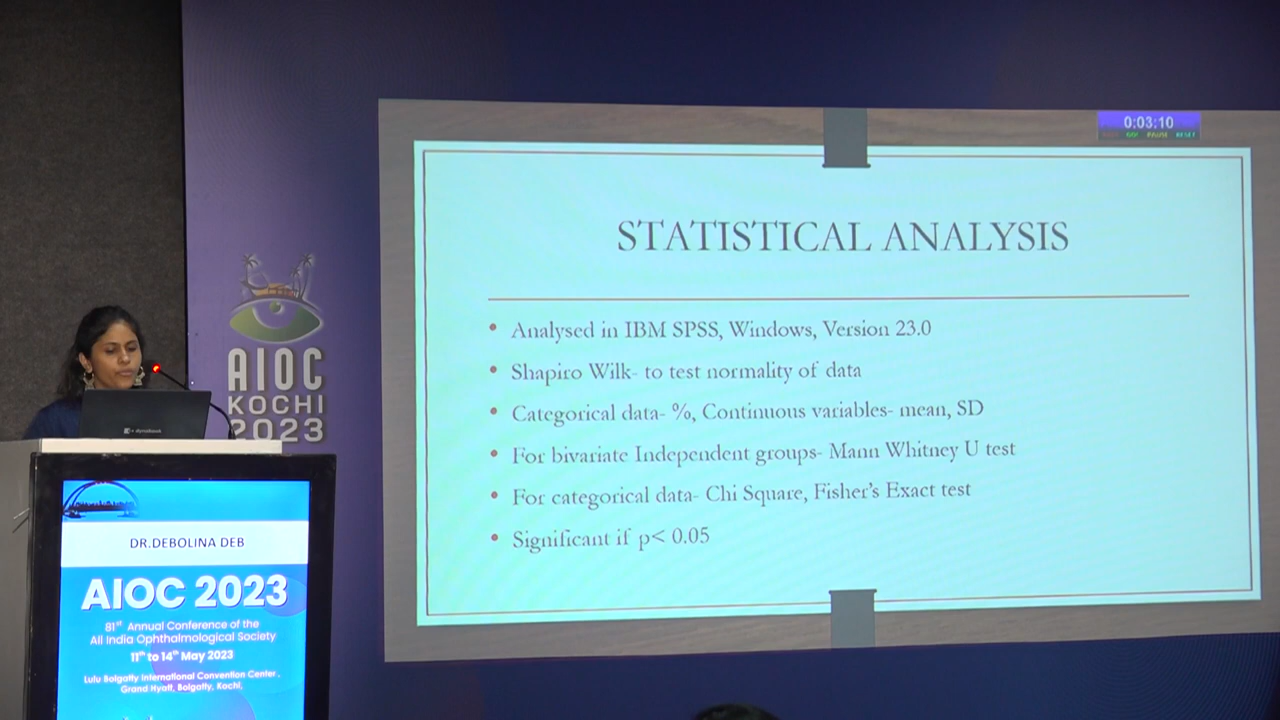 0:03:10
STATISTICAL ANALYSIS
• Analysed in IBM SPSS, Windows, Version 23.0
• Shapiro Wilk- to test normality of data
• Categorical data- %, Continuous variables- mean, SD
• For bivariate Independent groups- Mann Whitney U test
• For categorical data- Chi Square, Fisher's Exact test
• Significant if p< 0.05
AIOC
KOCHI
2023
DR.DEBOLINA DEB
AIOC 2023
81st Annual Conference of the
All India Ophthalmological Society
11th to 14th May 2023
Lulu Bolgatty International Convention Center,
Grand Hyatt, Bolgatty, Kochi.